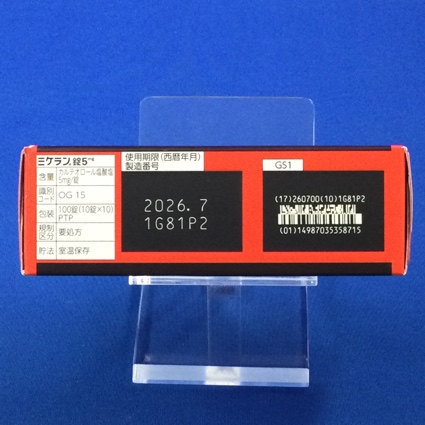 ミケラン®錠5mg
含量 カルテオロール塩酸塩 5mg/錠
識別コード OG 15
包装 100錠(10錠×10) PTP
規制区分 要処方
貯法 室温保存
使用期限(西暦年月)
製造番号
2026.7
1G81P2
GS1
(17)260700(10)1G81P2
(01)14987035358715